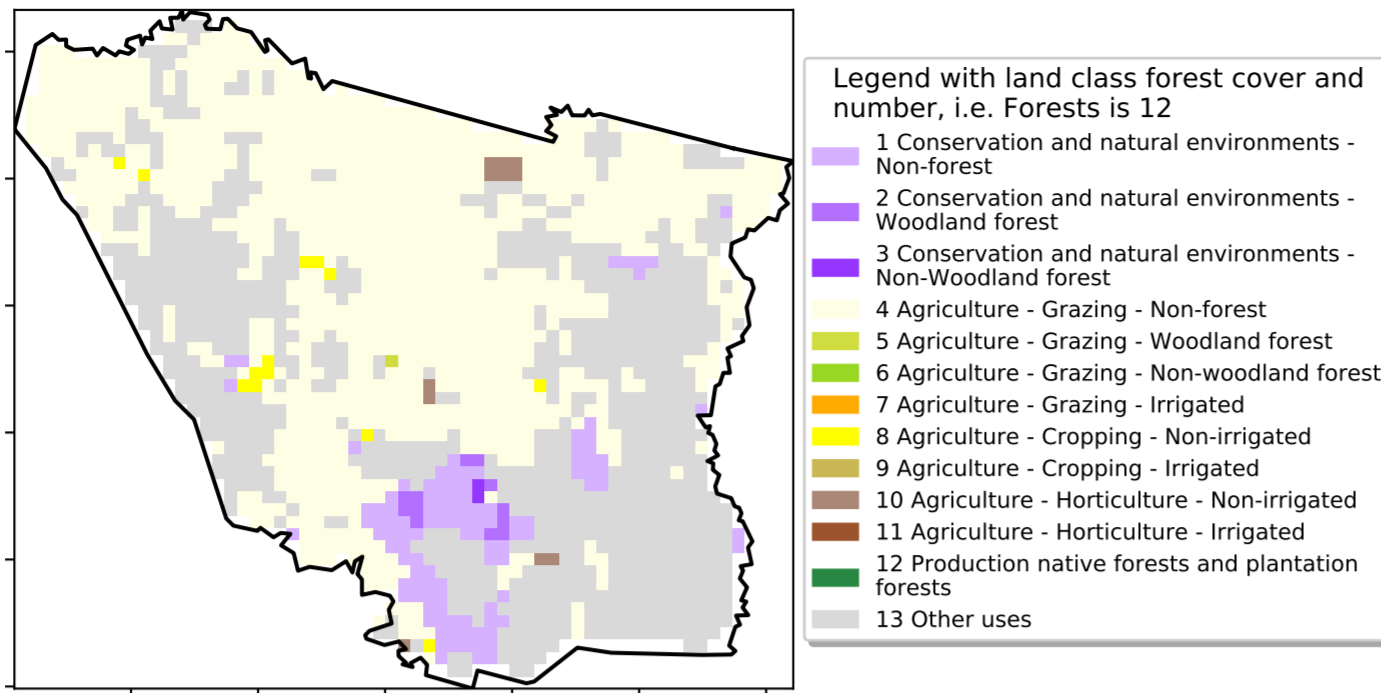 Legend with land class forest cover and
number, i.e. Forests is 12
1 Conservation and natural environments -
Non-forest
2 Conservation and natural environments -
Woodland forest
3 Conservation and natural environments -
Non-Woodland forest
4 Agriculture - Grazing - Non-forest
5 Agriculture - Grazing - Woodland forest
6 Agriculture - Grazing - Non-woodland forest
7 Agriculture - Grazing - Irrigated
8 Agriculture - Cropping - Non-irrigated
9 Agriculture - Cropping - Irrigated
10 Agriculture - Horticulture - Non-irrigated
11 Agriculture - Horticulture - Irrigated
12 Production native forests and plantation
forests
13 Other uses